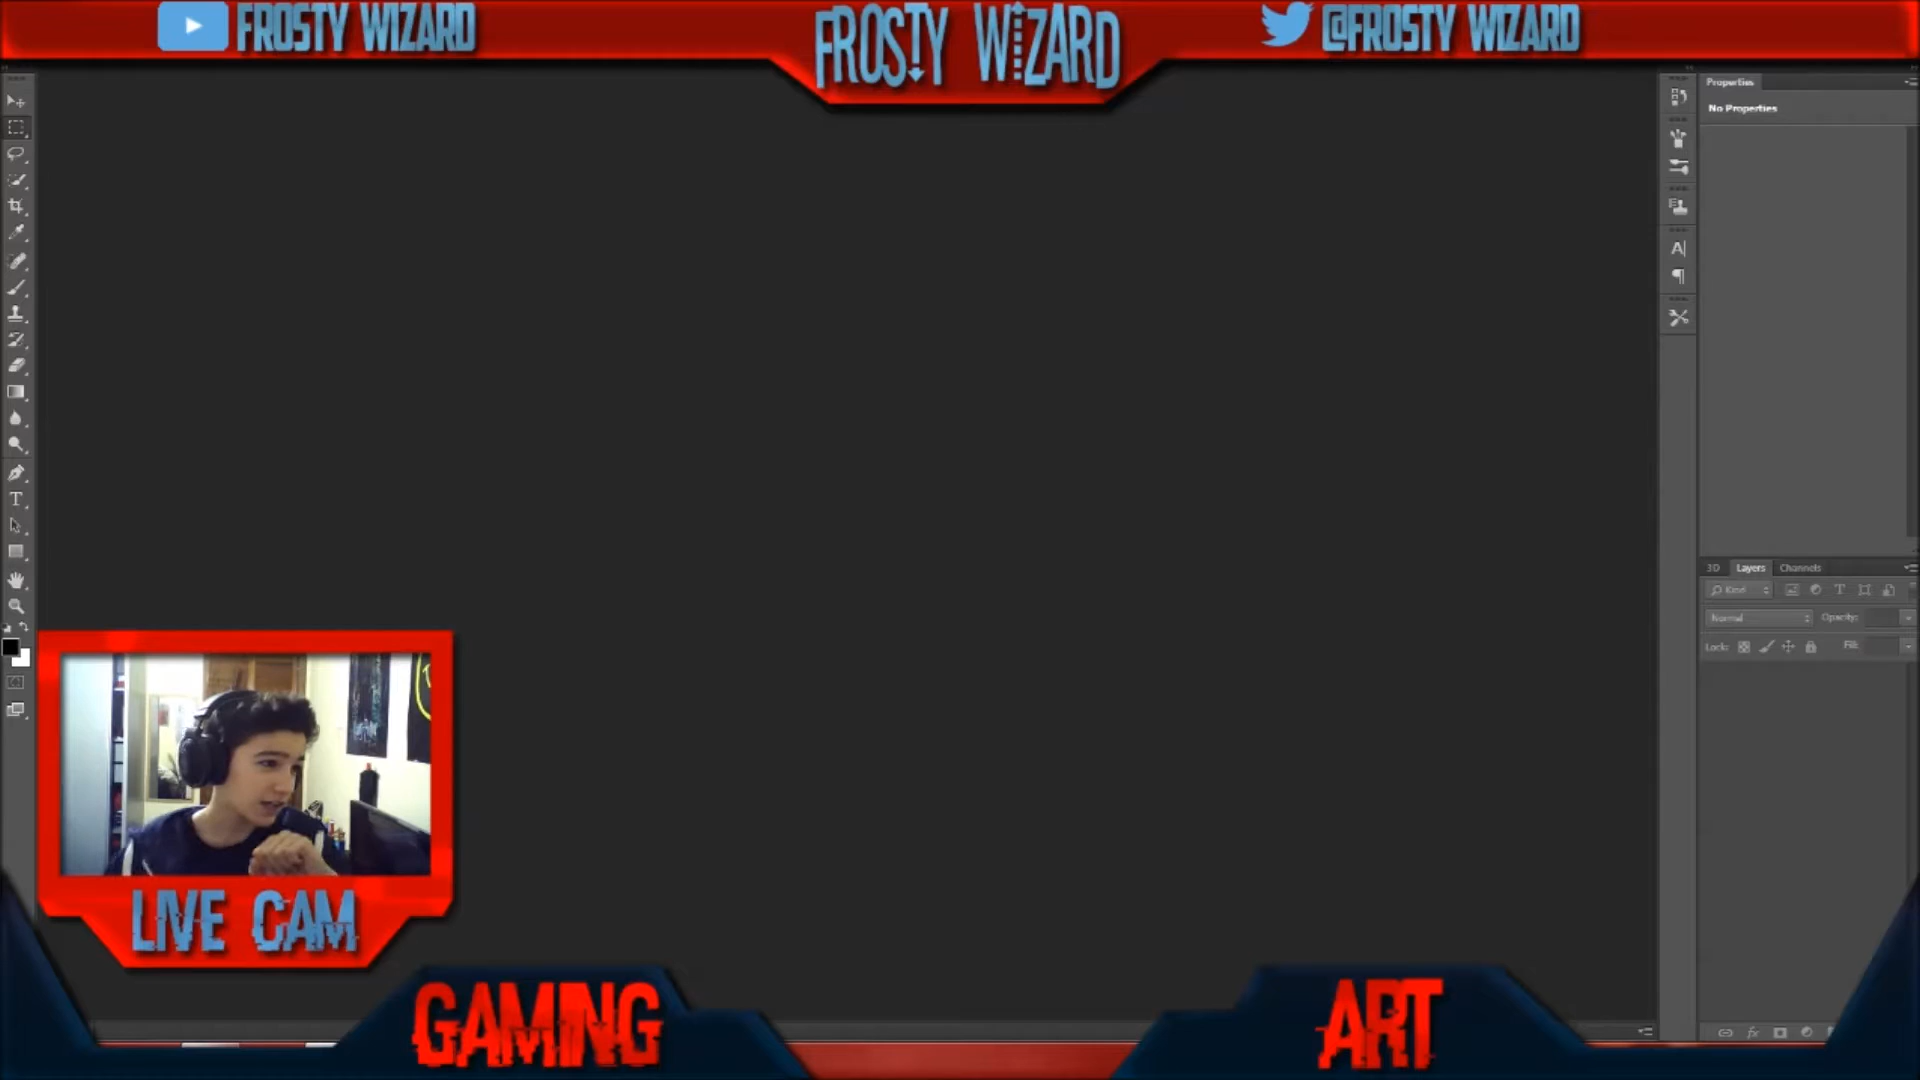 FROSTY WIZARD
FROSTY WIZARD
@FROSTY WIZARD
Properties
No Properties
3D Layers Channels
Kind
Normal Opacity:
Lock: Fill:
LIVE CAM
GAMING
ART